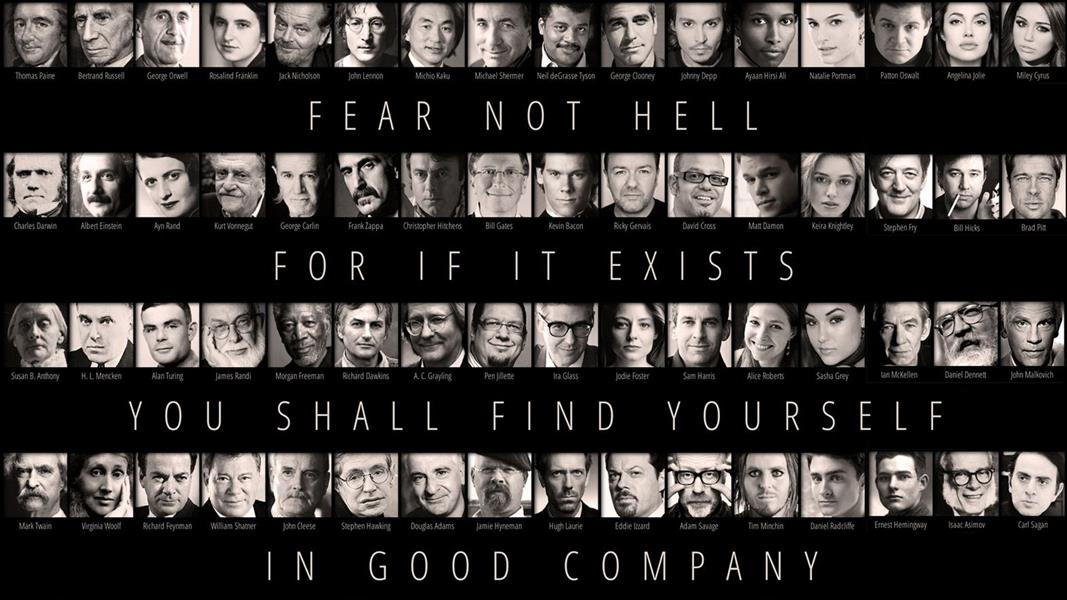 Thomas Paine Bertrand Russell George Orwell Rosalind Franklin Jack Nicholson John Lennon Michio Kaku Michael Shermer Neil deGrasse Tyson George Clooney Johnny Depp Ayaan Hirsi Ali Natalie Portman Patton Oswalt Angelina Jolie Miley Cyrus
FEAR NOT HELL
Charles Darwin Albert Einstein Ayn Rand Kurt Vonnegut George Carlin Frank Zappa Christopher Hitchens Bill Gates Kevin Bacon Ricky Gervais David Cross Matt Damon Keira Knightley Stephen Fry Bill Hicks Brad Pitt
FOR IF IT EXISTS
Susan B. Anthony H. L. Mencken Alan Turing James Randi Morgan Freeman Richard Dawkins A. C. Grayling Pen Jillette Ira Glass Jodie Foster Sam Harris Alice Roberts Sasha Grey Ian McKellen Daniel Dennett John Malkovich
YOU SHALL FIND YOURSELF
Mark Twain Virginia Woolf Richard Feynman William Shatner John Cleese Stephen Hawking Douglas Adams Jamie Hyneman Hugh Laurie Eddie Izzard Adam Savage Tim Minchin Daniel Radcliffe Ernest Hemingway Isaac Asimov Carl Sagan
IN GOOD COMPANY